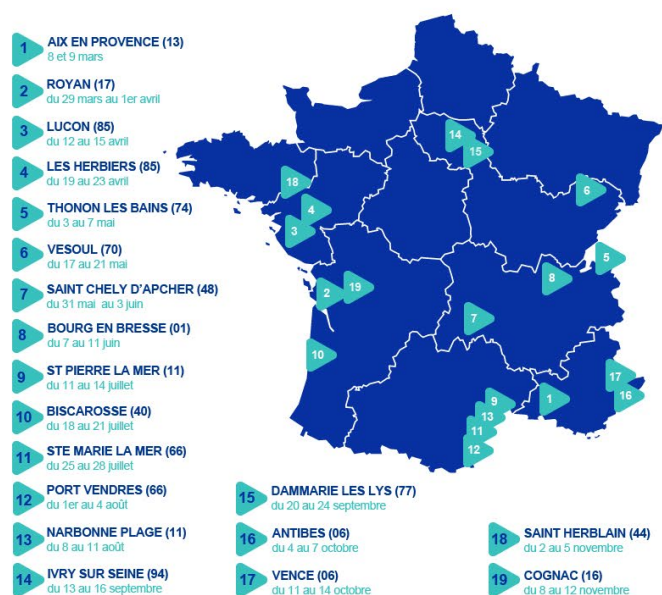 1
AIX EN PROVENCE (13)
8 et 9 mars
2
ROYAN (17)
du 29 mars au 1er avril
3
LUCON (85)
du 12 au 15 avril
4
LES HERBIERS (85)
du 19 au 23 avril
5
THONON LES BAINS (74)
du 3 au 7 mai
6
VESOUL (70)
du 17 au 21 mai
7
SAINT CHELY D'APCHER (48)
du 31 mai au 3 juin
8
BOURG EN BRESSE (01)
du 7 au 11 juin
9
ST PIERRE LA MER (11)
du 11 au 14 juillet
10
BISCAROSSE (40)
du 18 au 21 juillet
11
STE MARIE LA MER (66)
du 25 au 28 juillet
12
PORT VENDRES (66)
du 1er au 4 août
13
NARBONNE PLAGE (11)
du 8 au 11 août
14
IVRY SUR SEINE (94)
du 13 au 16 septembre
15
DAMMARIE LES LYS (77)
du 20 au 24 septembre
16
ANTIBES (06)
du 4 au 7 octobre
17
VENCE (06)
du 11 au 14 octobre
18
SAINT HERBLAIN (44)
du 2 au 5 novembre
19
COGNAC (16)
du 8 au 12 novembre
14
15
18
6
4
3
5
8
2
19
7
10
17
16
9
1
13
11
12